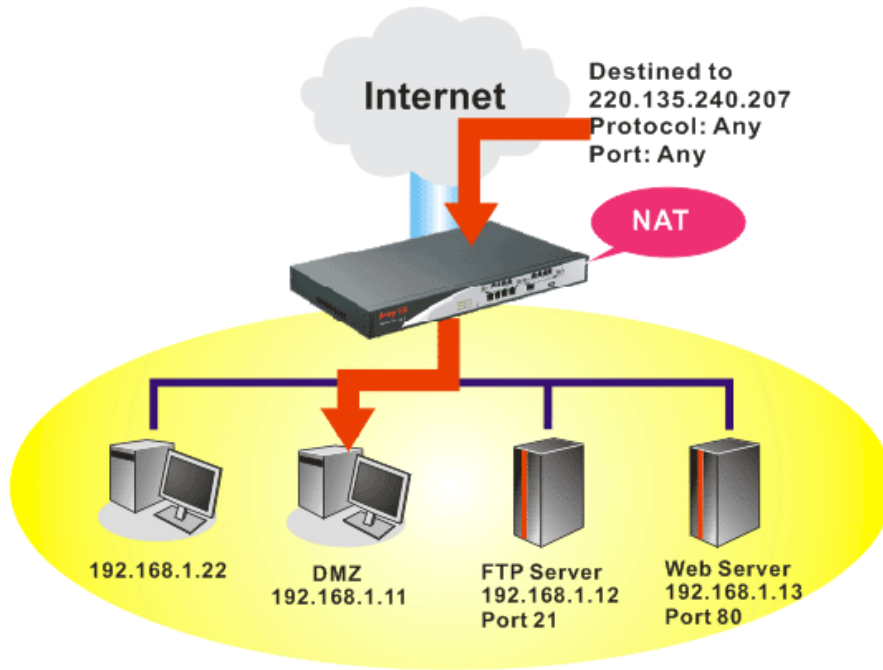 Internet
Destined to
220.135.240.207
Protocol: Any
Port: Any
NAT
192.168.1.22
DMZ
192.168.1.11
FTP Server
192.168.1.12
Port 21
Web Server
192.168.1.13
Port 80